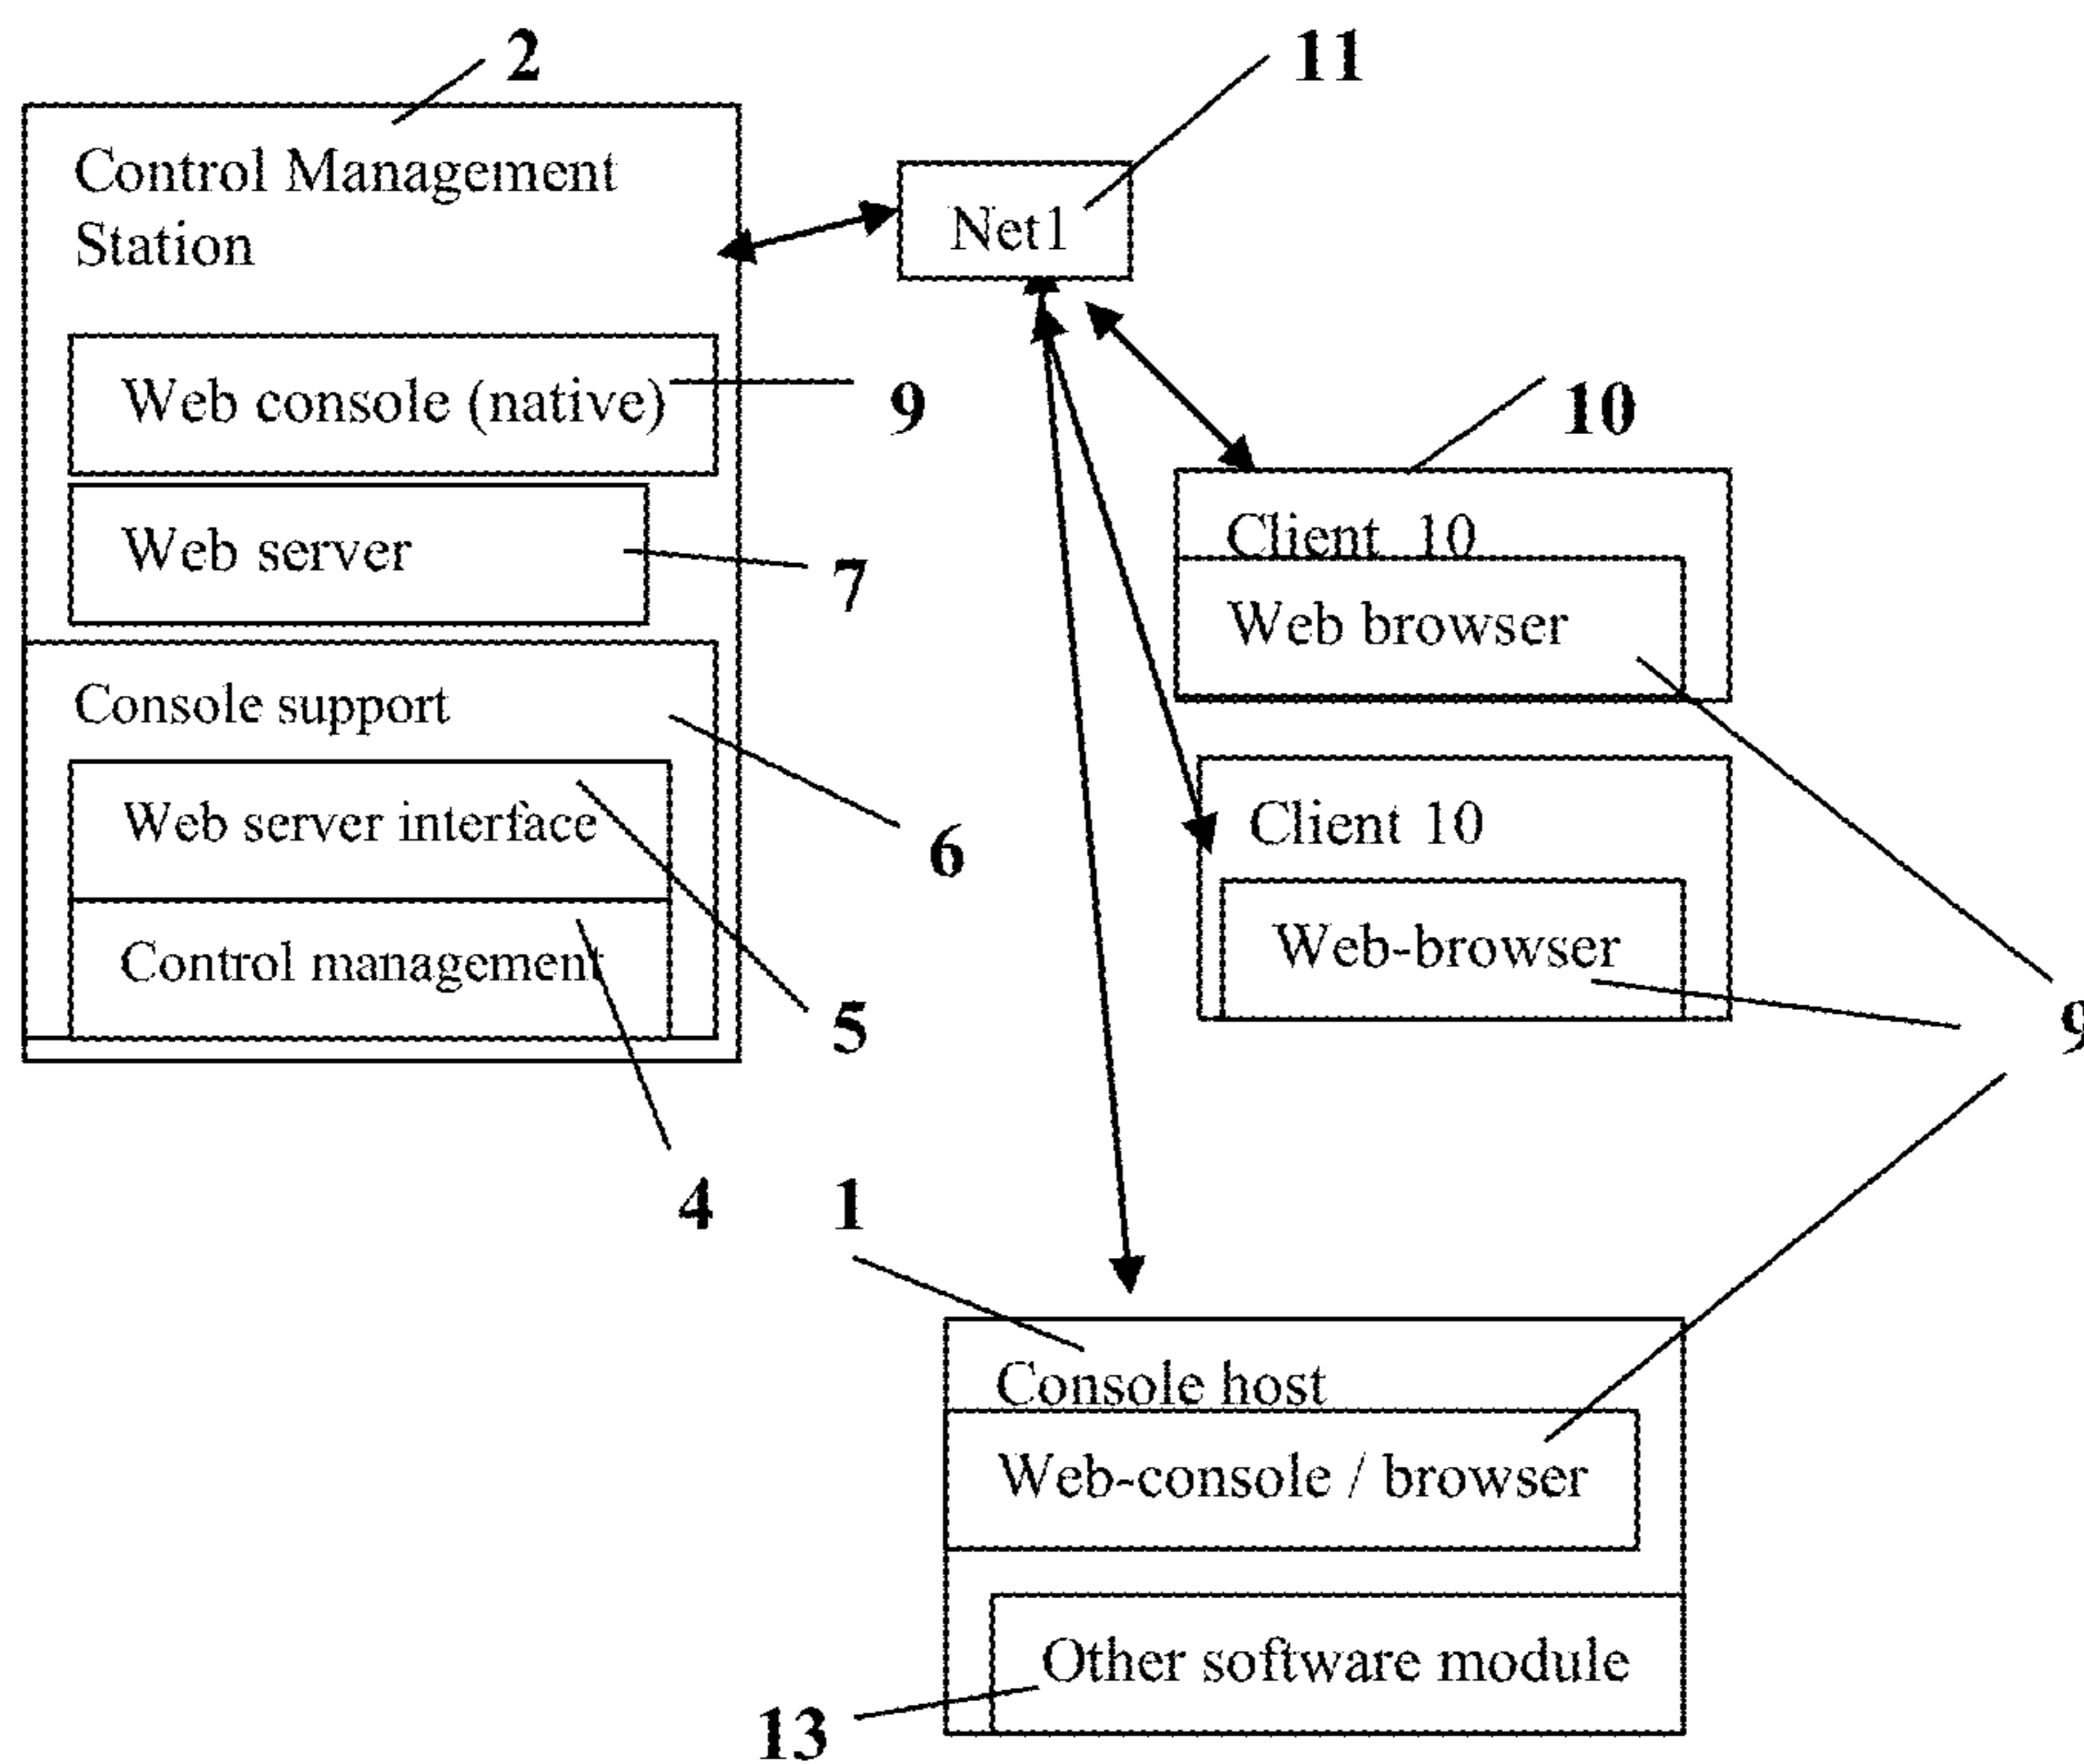 2
11
Control Management
Station
Net1
Web console (native)
9
10
Web server
7
Client 10
Web browser
Console support
6
Web server interface
5
Control management
4
Client 10
Web-browser
9
1
Console host
Web-console / browser
Other software module
13